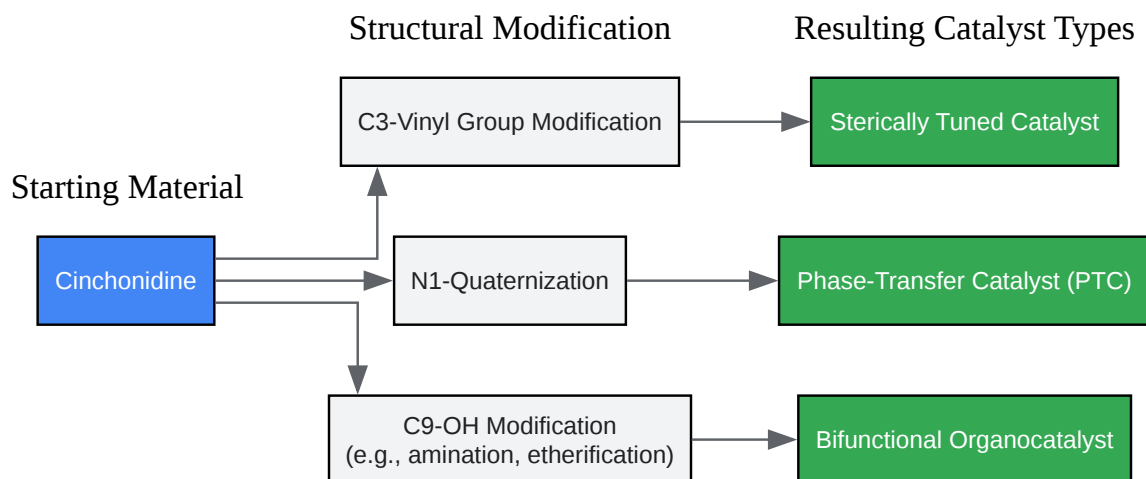 Structural Modification
Resulting Catalyst Types
C3-Vinyl Group Modification
Sterically Tuned Catalyst
Starting Material
Cinchonidine
N1-Quaternization
Phase-Transfer Catalyst (PTC)
C9-OH Modification
(e.g., amination, etherification)
Bifunctional Organocatalyst